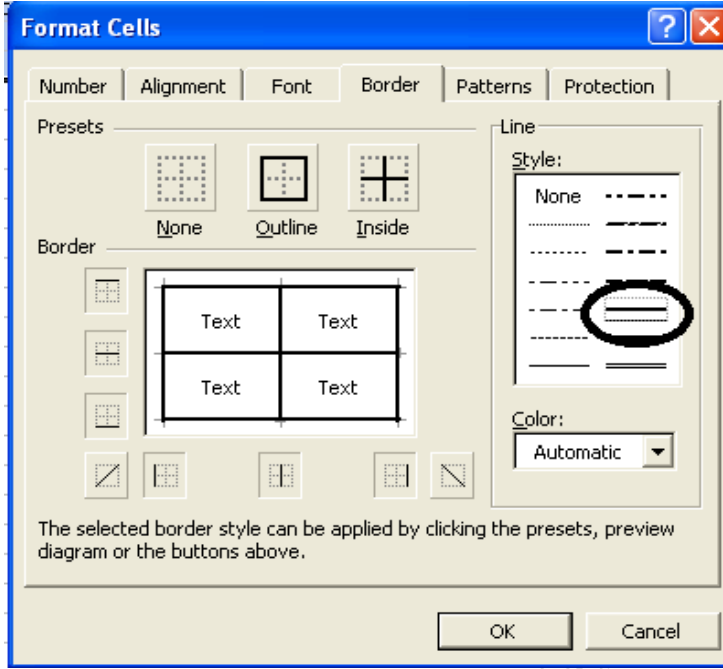 Format Cells
Number Alignment Font Border Patterns Protection
Presets
None Outline Inside
Border
Text Text
Text Text
Line
Style:
None
Color:
Automatic
The selected border style can be applied by clicking the presets, preview
diagram or the buttons above.
OK Cancel